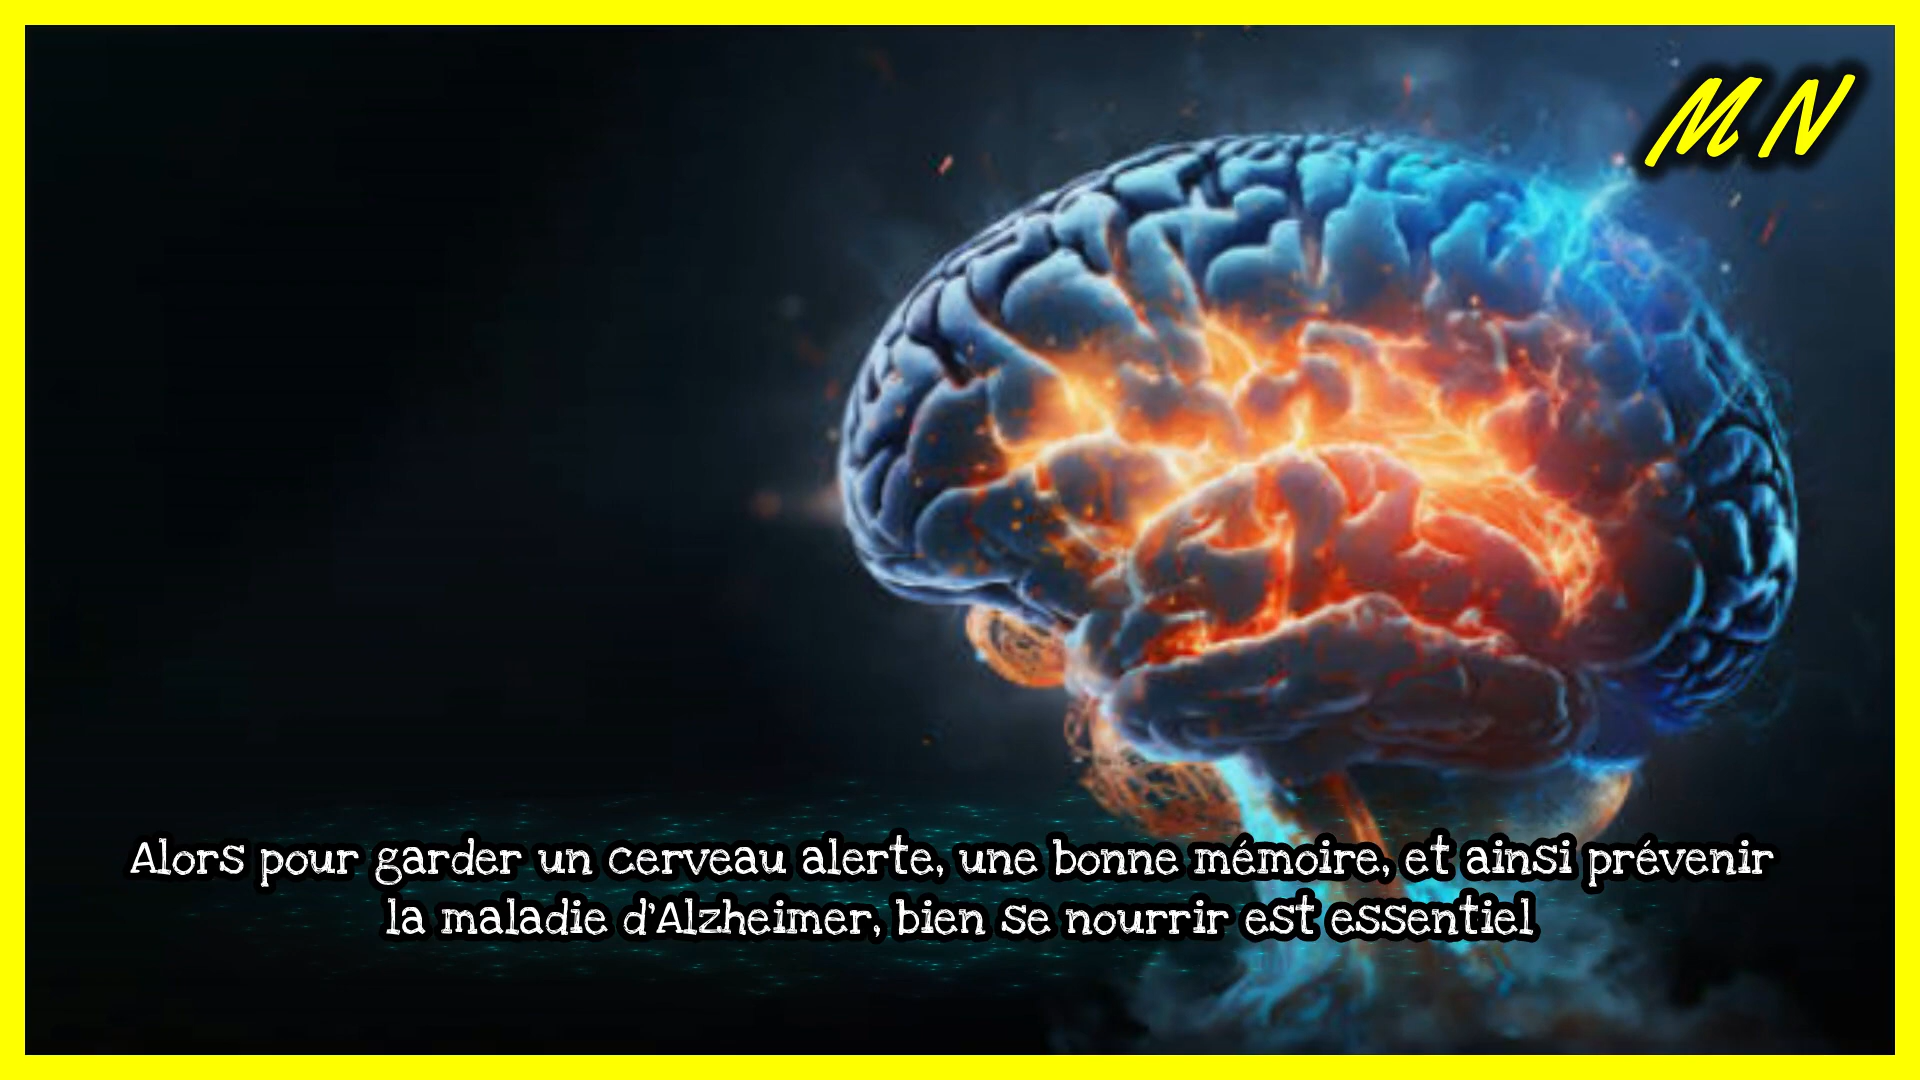 M N
Alors pour garder un cerveau alerte, une bonne mémoire, et ainsi prévenir
la maladie d'Alzheimer, bien se nourrir est essentiel